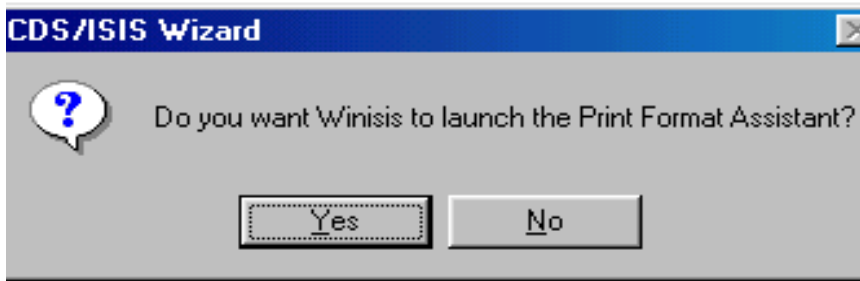 CDS/ISIS Wizard
Do you want Winisis to launch the Print Format Assistant?
Yes No